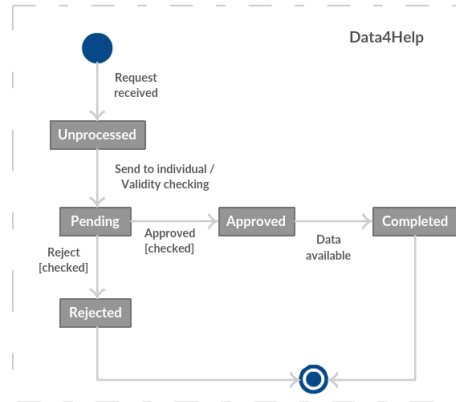 Data4Help
Request
received
Unprocessed
Send to individual /
Validity checking
Pending
Approved
[checked]
Approved
Data
available
Completed
Reject
[checked]
Rejected